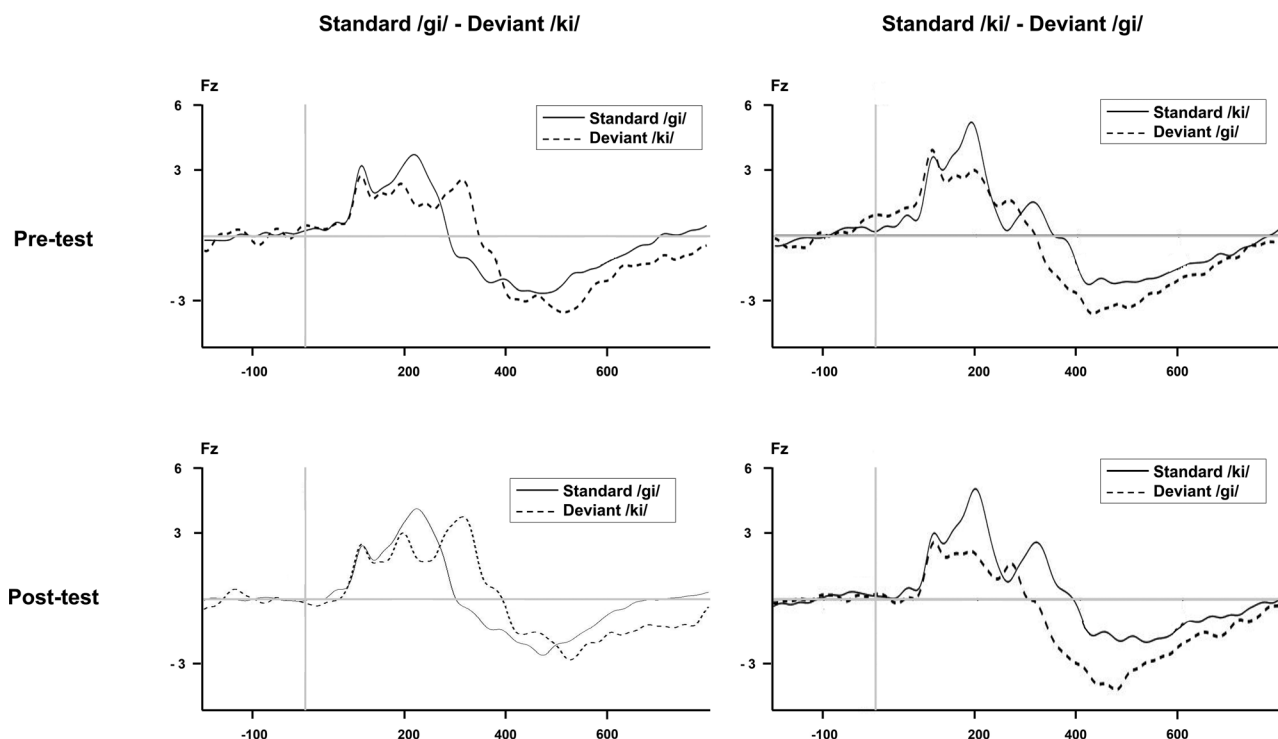 Standard /gi/ - Deviant /ki/
Standard /ki/ - Deviant /gi/
Pre-test
Fz
6
3
- 3
-100
200
400
600
Standard /gi/
Deviant /ki/
Fz
6
3
- 3
-100
200
400
600
Standard /ki/
Deviant /gi/
Post-test
Fz
6
3
- 3
-100
200
400
600
Standard /gi/
Deviant /ki/
Fz
6
3
- 3
-100
200
400
600
Standard /ki/
Deviant /gi/